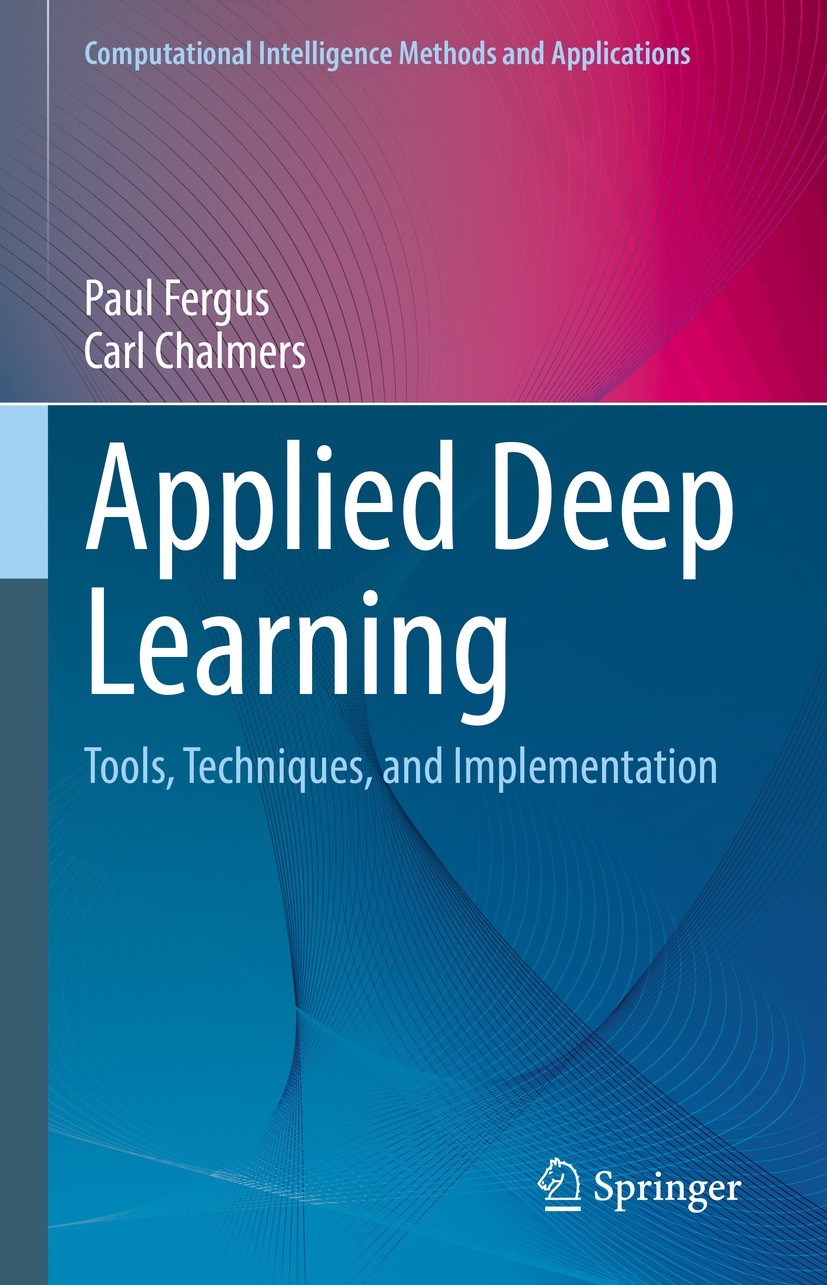 Computational Intelligence Methods and Applications
Paul Fergus
Carl Chalmers
Applied Deep
Learning
Tools, Techniques, and Implementation
Springer